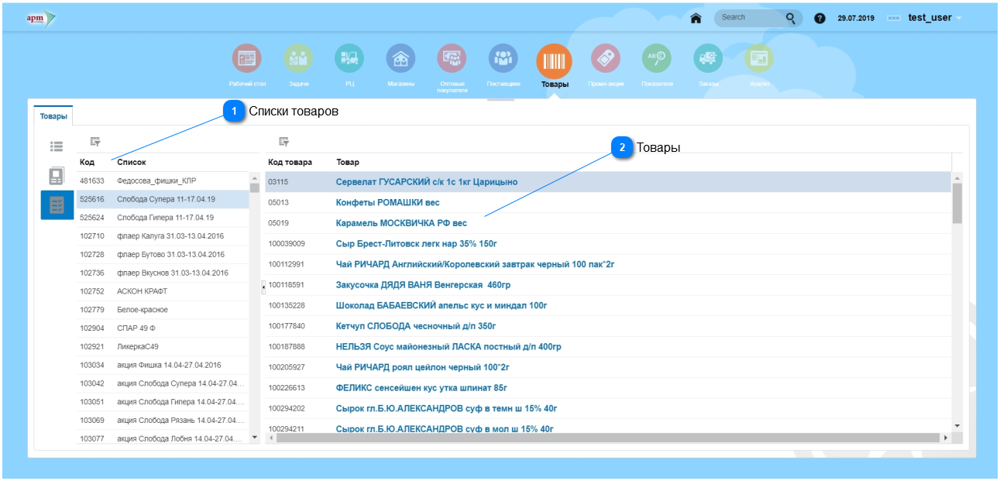 apm
Search
29.07.2019
test_user
Рабочий стол
Задачи
РЦ
Магазины
Оптовые
покупатели
Поставщики
Товары
Промо-акции
Показатели
Заказы
Анализ
Товары
1 Списки товаров
2 Товары
Код Список
481633 Федосова_фишки_КЛР
525616 Слобода Супера 11-17.04.19
525624 Слобода Гипера 11-17.04.19
102710 флаер Калуга 31.03-13.04.2016
102728 флаер Бутово 31.03-13.04.2016
102736 флаер Вкуснов 31.03-13.04.2016
102752 АСКОН КРАФТ
102779 Белое-красное
102904 СПАР 49 Ф
102921 ЛикеркаС49
103034 акция Фишка 14.04-27.04.2016
103042 акция Слобода Супера 14.04-27.04...
103051 акция Слобода Гипера 14.04-27.04....
103069 акция Слобода Рязань 14.04-27.04....
103077 акция Слобода Лобня 14.04-27.04....
Код товара Товар
03115 Сервелат ГУСАРСКИЙ с/к 1с 1кг Царицыно
05013 Конфеты РОМАШКИ вес
05019 Карамель МОСКВИЧКА РФ вес
100039009 Сыр Брест-Литовск легк нар 35% 150г
100112991 Чай РИЧАРД Английский/Королевский завтрак черный 100 пак*2г
100118591 Закусочка ДЯДЯ ВАНЯ Венгерская 460гр
100135228 Шоколад БАБАЕВСКИЙ апельс кус и миндал 100г
100177840 Кетчуп СЛОБОДА чесночный д/п 350г
100187888 НЕЛЬЗЯ Соус майонезный ЛАСКА постный д/п 400гр
100205927 Чай РИЧАРД роял цейлон черный 100*2г
100226613 ФЕЛИКС сенсейшен кус утка шпинат 85г
100294202 Сырок гл.Б.Ю.АЛЕКСАНДРОВ суф в темн ш 15% 40г
100294211 Сырок гл.Б.Ю.АЛЕКСАНДРОВ суф в мол ш 15% 40г